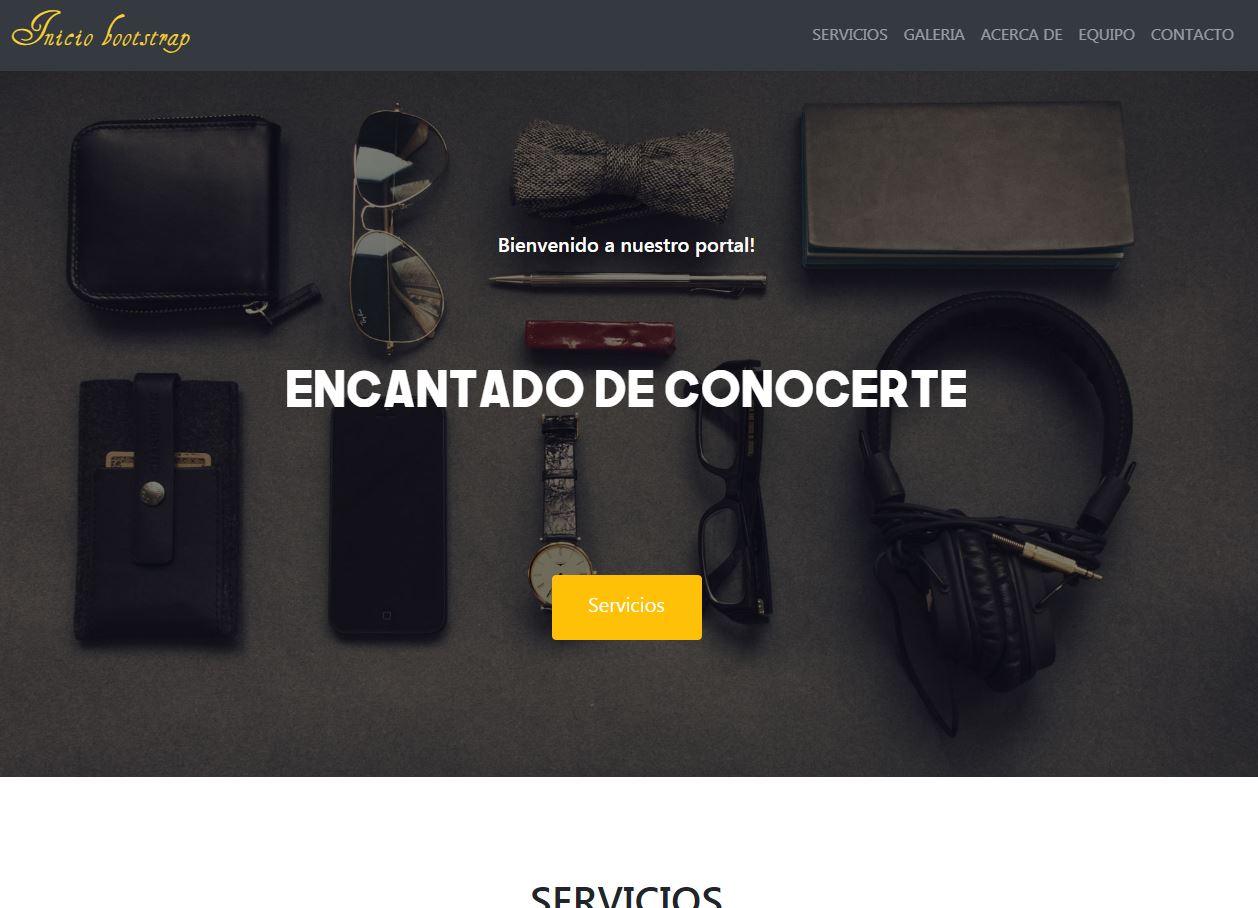 Inicio bootstrap
SERVICIOS GALERIA ACERCA DE EQUIPO CONTACTO
Bienvenido a nuestro portal!
ENCANTADO DE CONOCERTE
Servicios
SERVICIOS